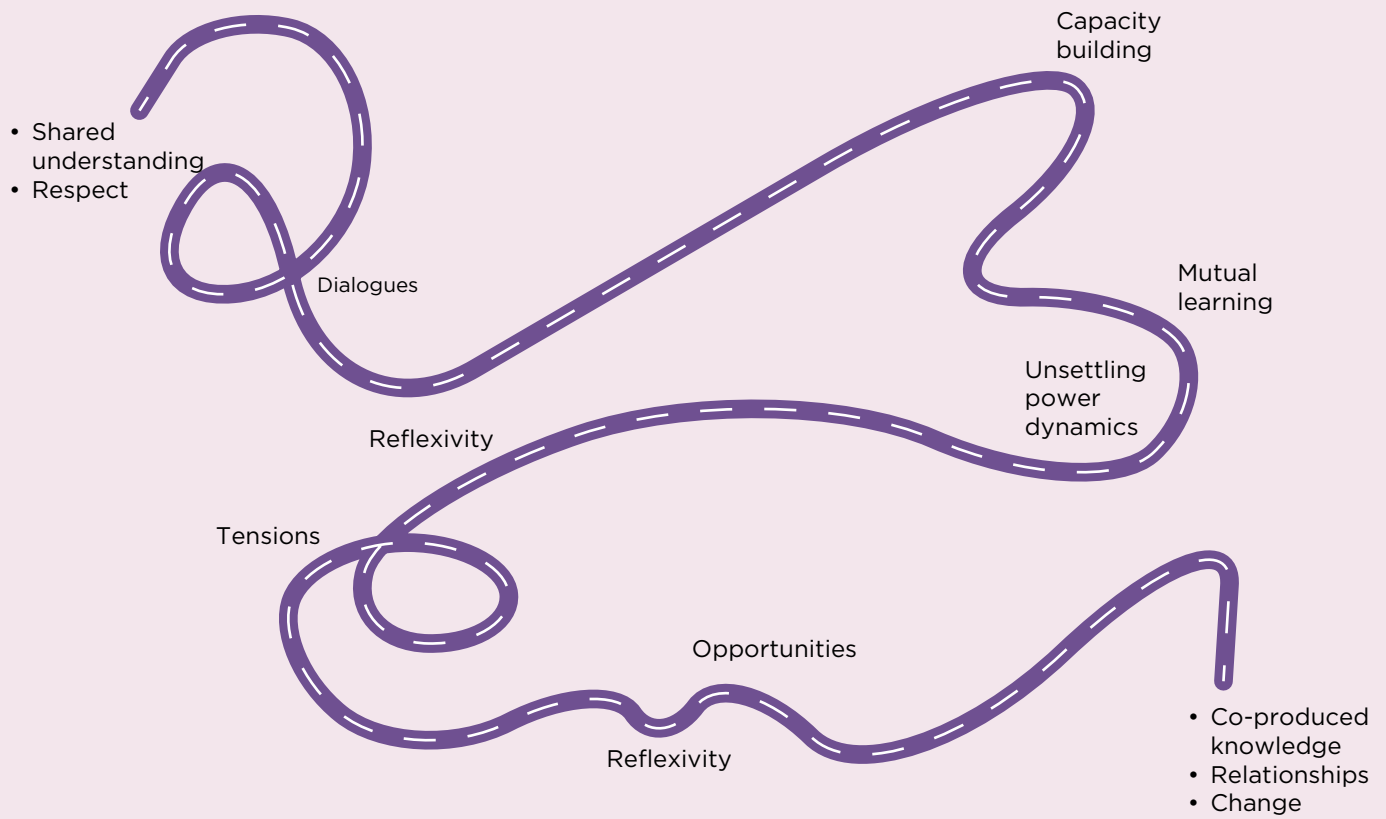 Capacity
building
• Shared
understanding
• Respect
Dialogues
Mutual
learning
Unsettling
power
dynamics
Reflexivity
Tensions
Opportunities
Reflexivity
• Co-produced
knowledge
• Relationships
• Change